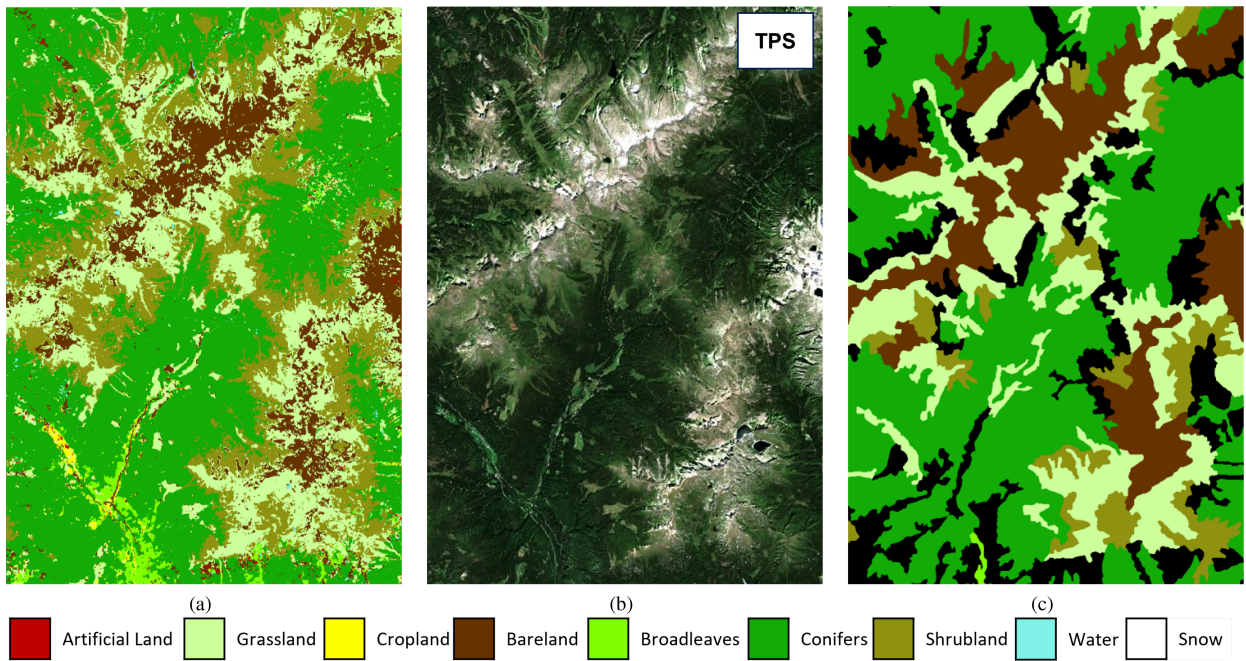 TPS
(a)
(b)
(c)
Artificial Land
Grassland
Cropland
Bareland
Broadleaves
Conifers
Shrubland
Water
Snow